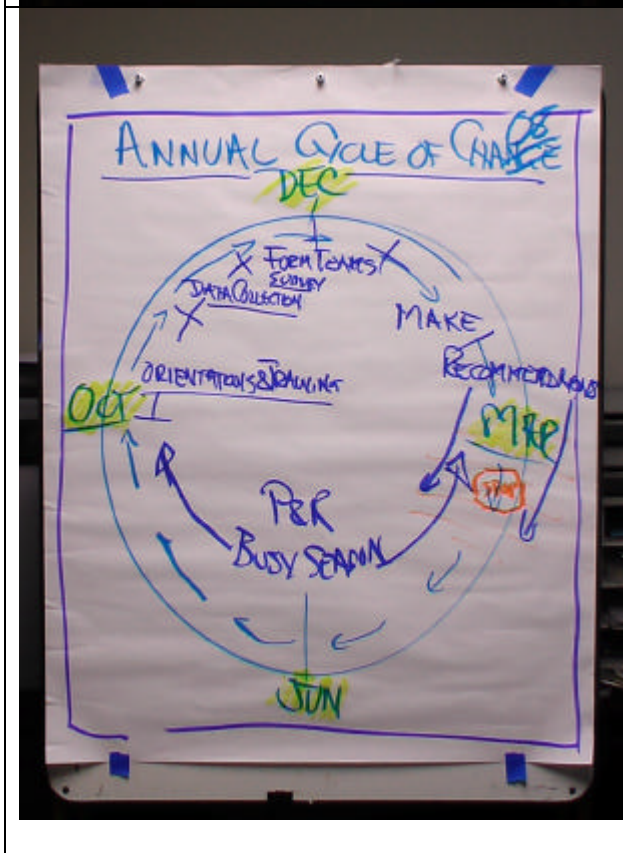 ANNUAL CYCLE OF
08
DEC
FORM TEAMS
SURVEY
DATA COLLECTION
MAKE
RECOMMENDATIONS
ORIENTATIONS & TRAINING
OCT
MAR
P&R
BUSY SEASON
JUN